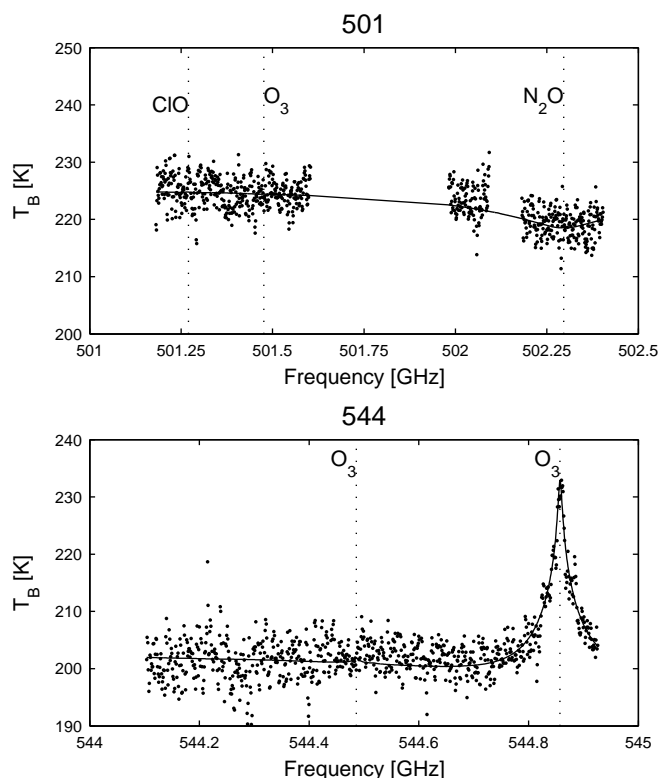 501
250
240
230
220
210
200
T_B [K]
ClO
O_3
N_2O
501 501.25 501.5 501.75 502 502.25 502.5
Frequency [GHz]
544
240
230
220
210
200
190
T_B [K]
O_3
O_3
544 544.2 544.4 544.6 544.8 545
Frequency [GHz]